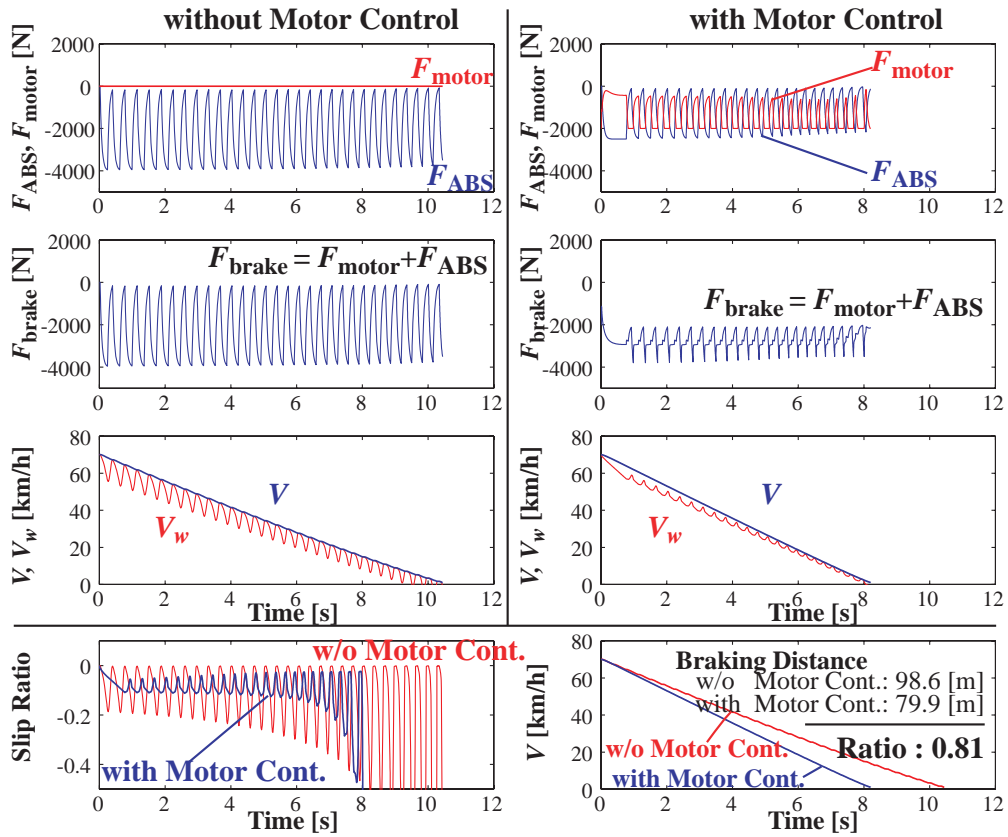 without Motor Control
with Motor Control
F_ABS, F_motor [N]
2000
0
-2000
-4000
F_motor
F_ABS
0 2 4 6 8 10 12
F_ABS, F_motor [N]
2000
0
-2000
-4000
F_motor
F_ABS
0 2 4 6 8 10 12
F_brake [N]
2000
0
-2000
-4000
F_brake = F_motor+F_ABS
0 2 4 6 8 10 12
F_brake [N]
2000
0
-2000
-4000
F_brake = F_motor+F_ABS
0 2 4 6 8 10 12
V, V_w [km/h]
80
60
40
20
0
V
V_w
0 2 4 6 8 10 12
Time [s]
V, V_w [km/h]
80
60
40
20
0
V
V_w
0 2 4 6 8 10 12
Time [s]
Slip Ratio
0
-0.2
-0.4
w/o Motor Cont.
with Motor Cont.
0 2 4 6 8 10 12
Time [s]
V [km/h]
80
60
40
20
0
Braking Distance
w/o Motor Cont.: 98.6 [m]
with Motor Cont.: 79.9 [m]
Ratio : 0.81
w/o Motor Cont.
with Motor Cont.
0 2 4 6 8 10 12
Time [s]